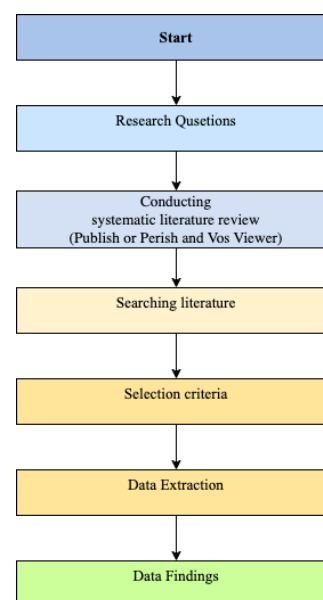 Start
Research Qusetions
Conducting
systematic literature review
(Publish or Perish and Vos Viewer)
Searching literature
Selection criteria
Data Extraction
Data Findings